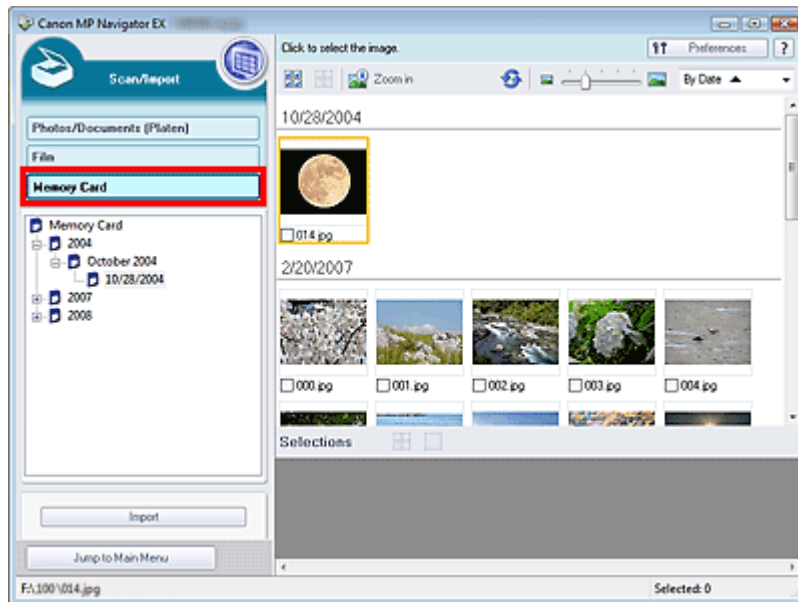 Canon MP Navigator EX
Click to select the image.
Preferences
?
Scan/Import
Zoom in
By Date
Photos/Documents (Platen)
Film
Memory Card
Memory Card
2004
October 2004
10/28/2004
2007
2008
10/28/2004
014.jpg
2/20/2007
000.jpg
001.jpg
002.jpg
003.jpg
004.jpg
Selections
Import
Jump to Main Menu
F:\100\014.jpg
Selected: 0